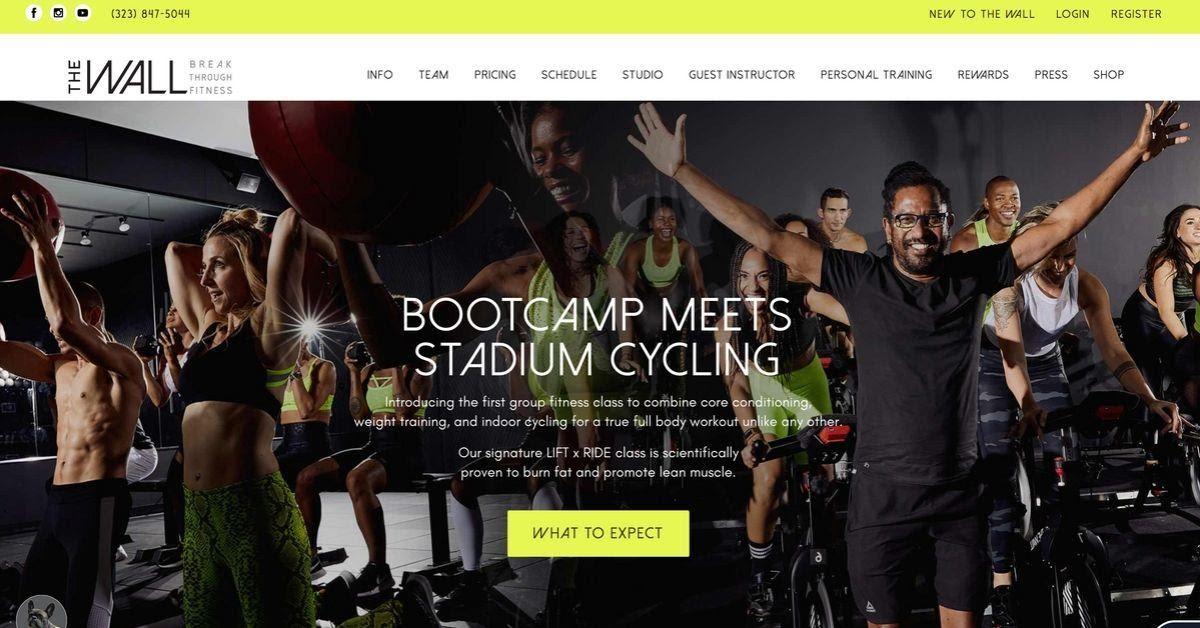 (323) 847-5044
NEW TO THE WALL
LOGIN
REGISTER
THE WALL
BREAK
THROUGH
FITNESS
INFO
TEAM
PRICING
SCHEDULE
STUDIO
GUEST INSTRUCTOR
PERSONAL TRAINING
REWARDS
PRESS
SHOP
BOOTCAMP MEETS
STADIUM CYCLING
Introducing the first group fitness class to combine core conditioning,
weight training, and indoor cycling for a true full body workout unlike any other.
Our signature LIFT x RIDE class is scientifically
proven to burn fat and promote lean muscle.
WHAT TO EXPECT